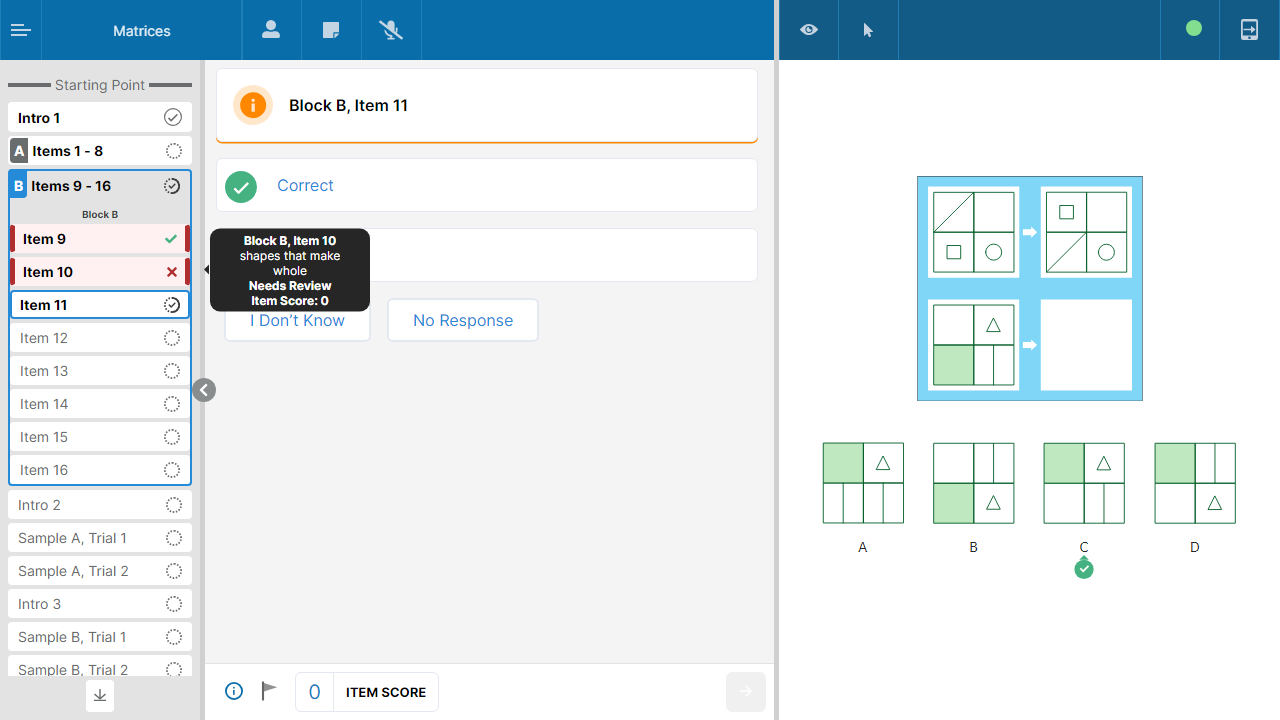 Matrices
Starting Point
Intro 1
A Items 1 - 8
B Items 9 - 16
Block B
Item 9
Item 10
Item 11
Item 12
Item 13
Item 14
Item 15
Item 16
Intro 2
Sample A, Trial 1
Sample A, Trial 2
Intro 3
Sample B, Trial 1
Sample B, Trial 2
Block B, Item 11
Correct
Block B, Item 10
shapes that make
whole
Needs Review
Item Score: 0
I Don't Know
No Response
0 ITEM SCORE
A
B
C
D